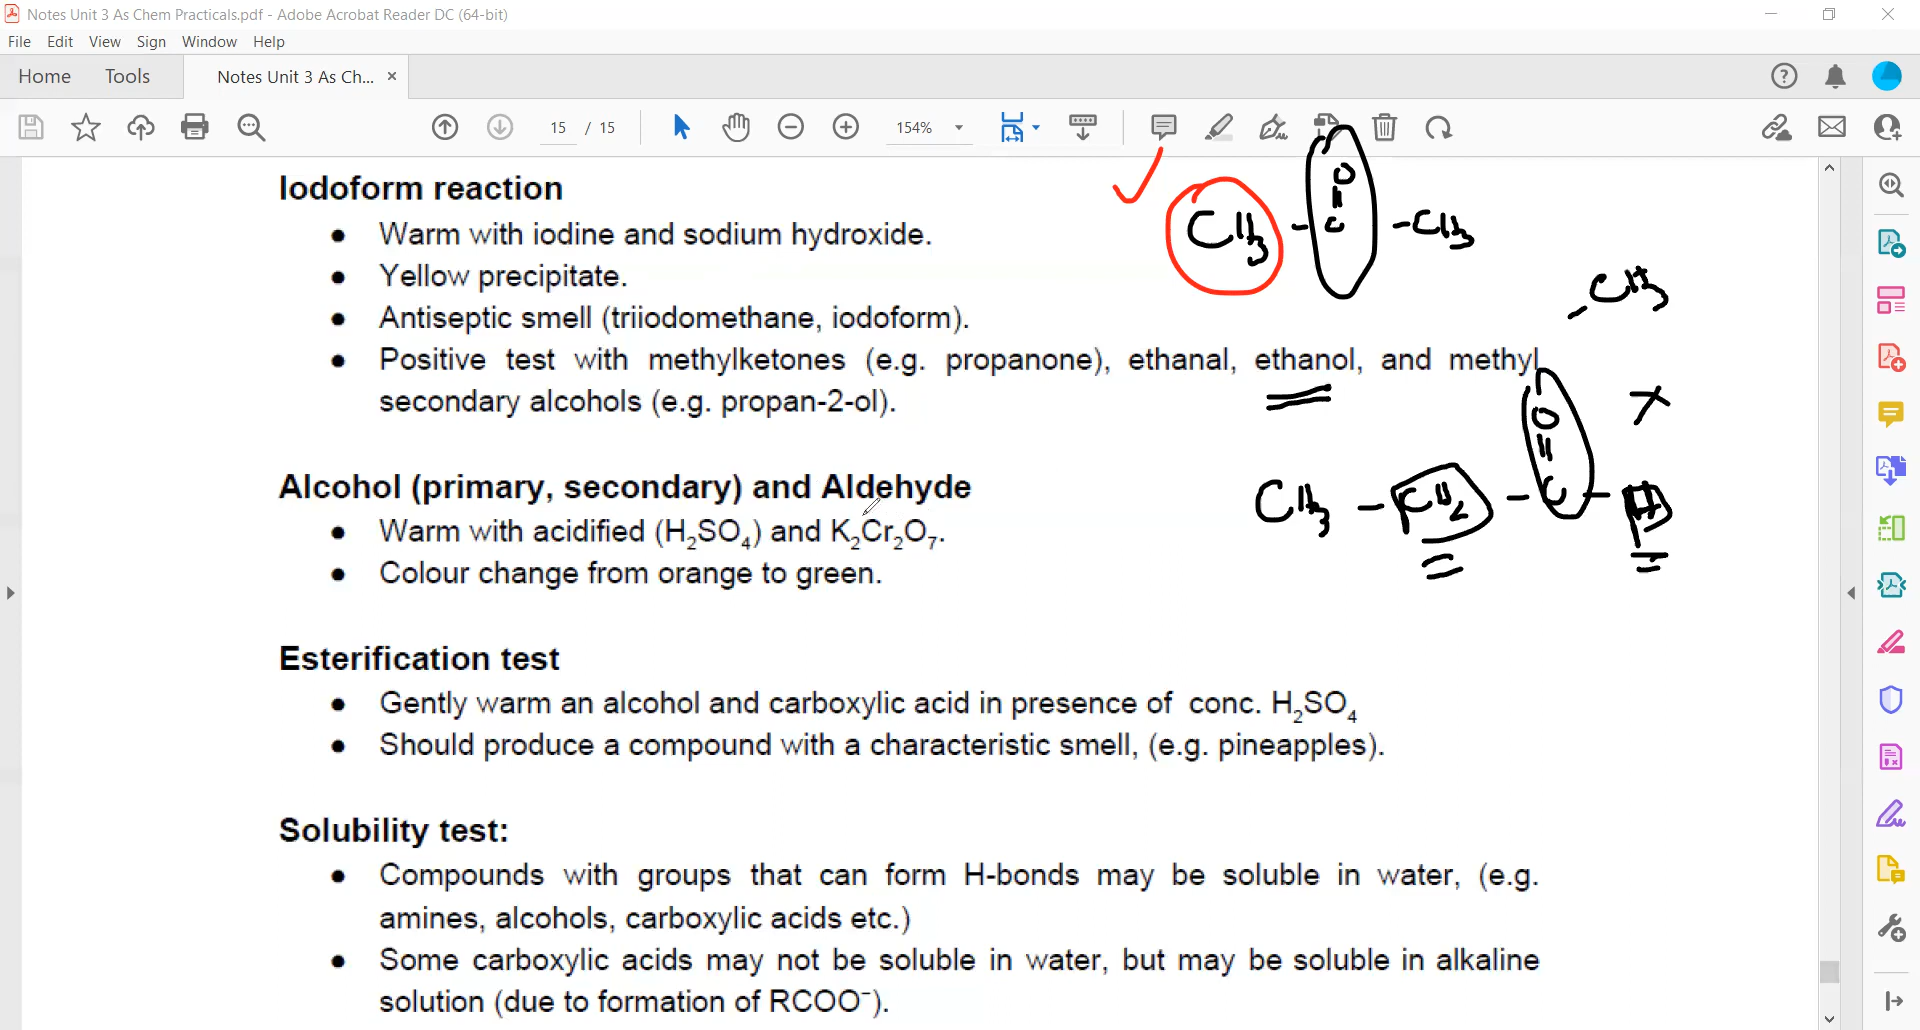 Notes Unit 3 As Chem Practicals.pdf - Adobe Acrobat Reader DC (64-bit)
File Edit View Sign Window Help
Home Tools Notes Unit 3 As Ch... ×
15 / 15 154%
Iodoform reaction
• Warm with iodine and sodium hydroxide.
• Yellow precipitate.
• Antiseptic smell (triiodomethane, iodoform).
• Positive test with methylketones (e.g. propanone), ethanal, ethanol, and methyl
secondary alcohols (e.g. propan-2-ol).
O
=
CH3 - C - CH3
- CH3
O
=
CH3 - CH2 - C - H
Alcohol (primary, secondary) and Aldehyde
• Warm with acidified (H₂SO₄) and K₂Cr₂O₇.
• Colour change from orange to green.
Esterification test
• Gently warm an alcohol and carboxylic acid in presence of conc. H₂SO₄
• Should produce a compound with a characteristic smell, (e.g. pineapples).
Solubility test:
• Compounds with groups that can form H-bonds may be soluble in water, (e.g.
amines, alcohols, carboxylic acids etc.)
• Some carboxylic acids may not be soluble in water, but may be soluble in alkaline
solution (due to formation of RCOO⁻).